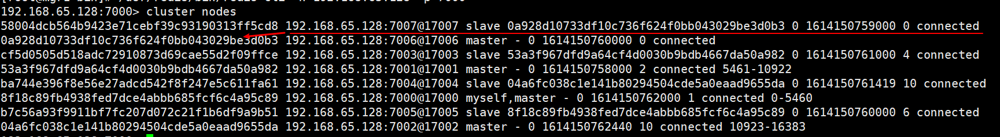 192.168.65.128:7000> cluster nodes
58004dcb564b9423e71cebf39c93190313ff5cd8 192.168.65.128:7007@17007 slave 0a928d10733df10c736f624f0bb043029be3d0b3 0 1614150759000 0 connected
0a928d10733df10c736f624f0bb043029be3d0b3 192.168.65.128:7006@17006 master - 0 1614150760000 0 connected
cf5d0505d518adc72910873d69cae55d2f09ffce 192.168.65.128:7003@17003 slave 53a3f967dfd9a64cf4d0030b9bdb4667da50a982 0 1614150761000 4 connected
53a3f967dfd9a64cf4d0030b9bdb4667da50a982 192.168.65.128:7001@17001 master - 0 1614150758000 2 connected 5461-10922
ba744e396f8e56e27adcd542f8f247e5c611fa61 192.168.65.128:7004@17004 slave 04a6fc038c1e141b80294504cde5a0eaad9655da 0 1614150761419 10 connected
8f18c89fb4938fed7dce4abbb685fcf6c4a95c89 192.168.65.128:7000@17000 myself,master - 0 1614150762000 1 connected 0-5460
b7c56a93f9911bf7fc207d072c21f1b6df9a9b51 192.168.65.128:7005@17005 slave 8f18c89fb4938fed7dce4abbb685fcf6c4a95c89 0 1614150760000 6 connected
04a6fc038c1e141b80294504cde5a0eaad9655da 192.168.65.128:7002@17002 master - 0 1614150762440 10 connected 10923-16383